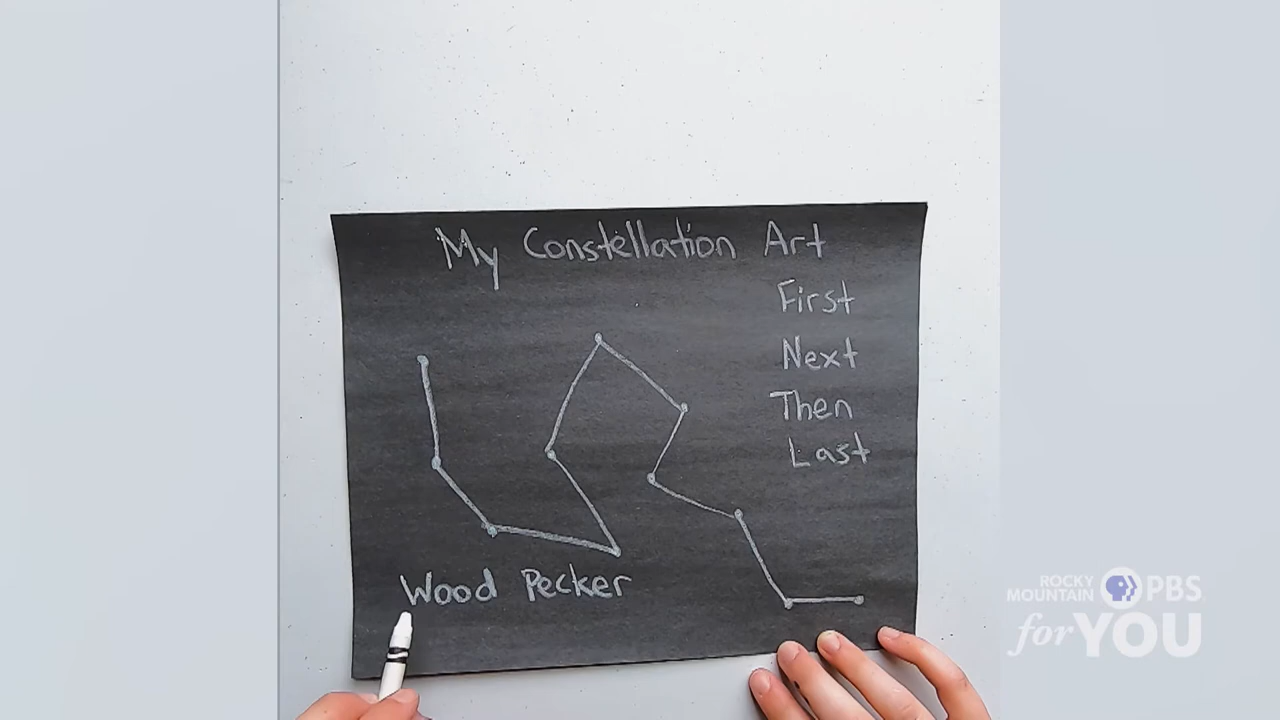 My Constellation Art
First
Next
Then
Last
Wood Pecker
ROCKY
MOUNTAIN PBS
for YOU